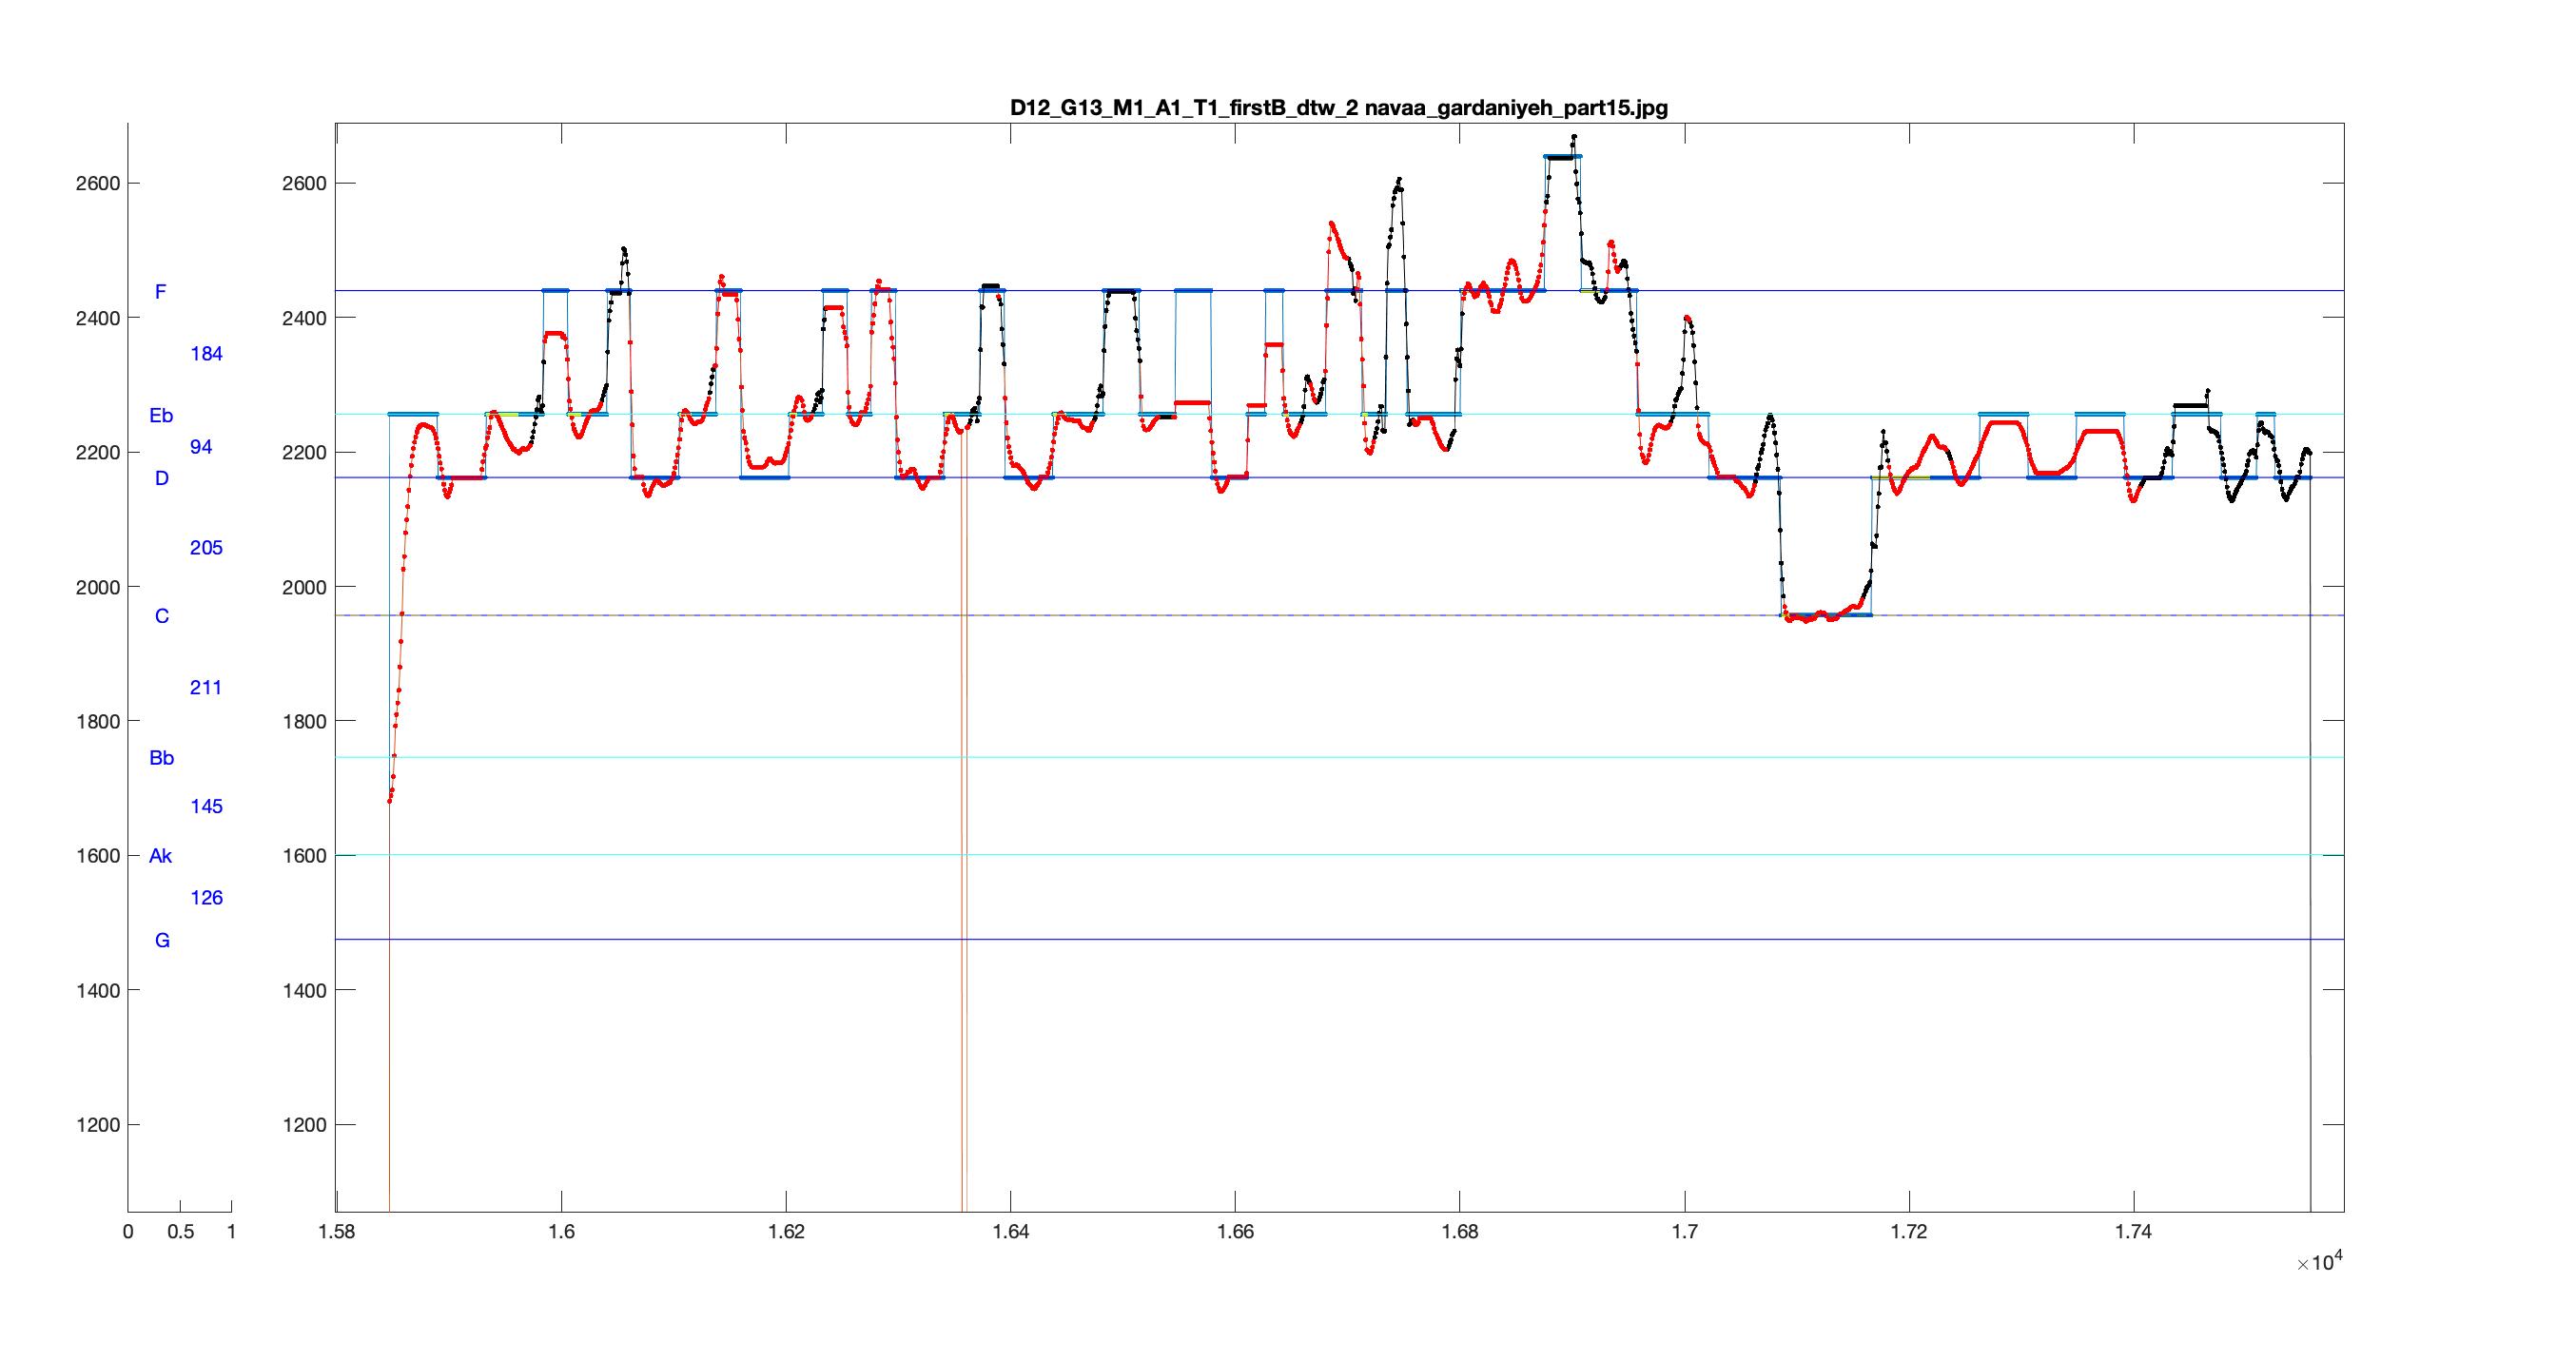 D12_G13_M1_A1_T1_firstB_dtw_2 navaa_gardaniyeh_part15.jpg
2600 2600
F
2400 2400
184
Eb
94
2200 2200
D
205
2000 2000
C
211
1800 1800
Bb
145
1600 Ak 1600
126
G
1400 1400
1200 1200
0 0.5 1 1.58 1.6 1.62 1.64 1.66 1.68 1.7 1.72 1.74
×10⁴